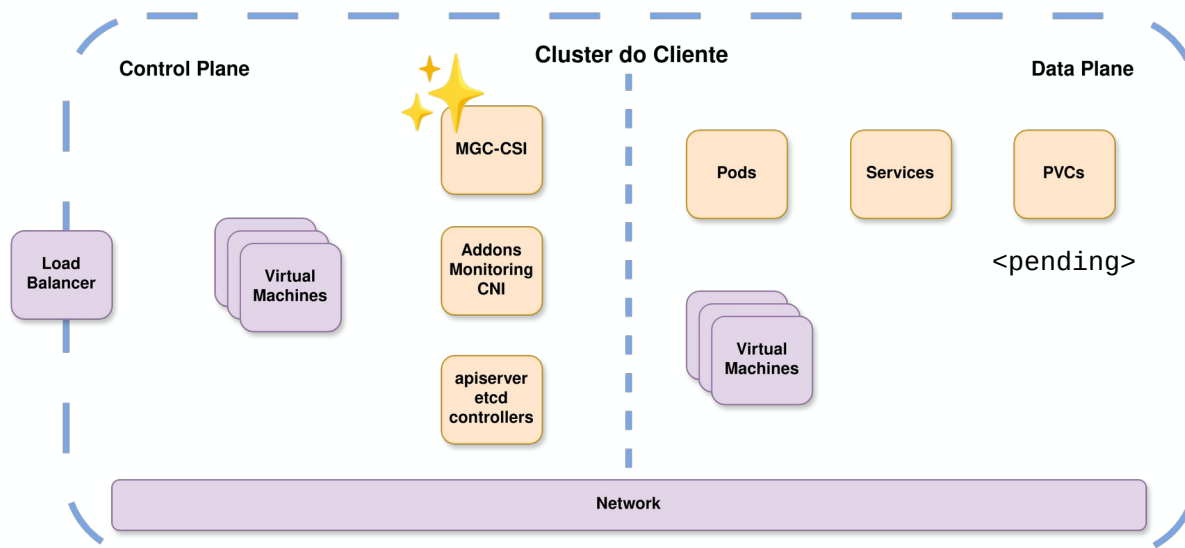 Cluster do Cliente
Control Plane
Data Plane
MGC-CSI
Pods
Services
PVCs
Load
Balancer
Virtual
Machines
Addons
Monitoring
CNI
<pending>
Virtual
Machines
apiserver
etcd
controllers
Network